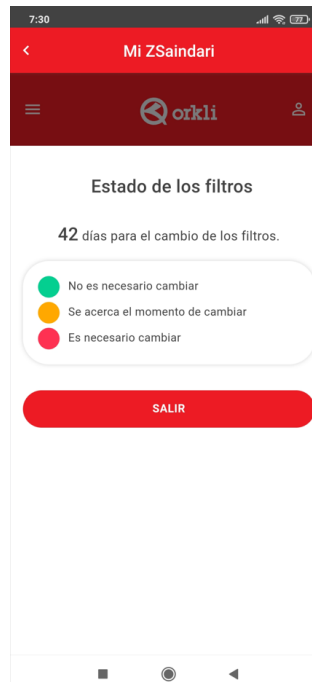 7:30
77
Mi ZSaindari
orkli
Estado de los filtros
42 días para el cambio de los filtros.
No es necesario cambiar
Se acerca el momento de cambiar
Es necesario cambiar
SALIR